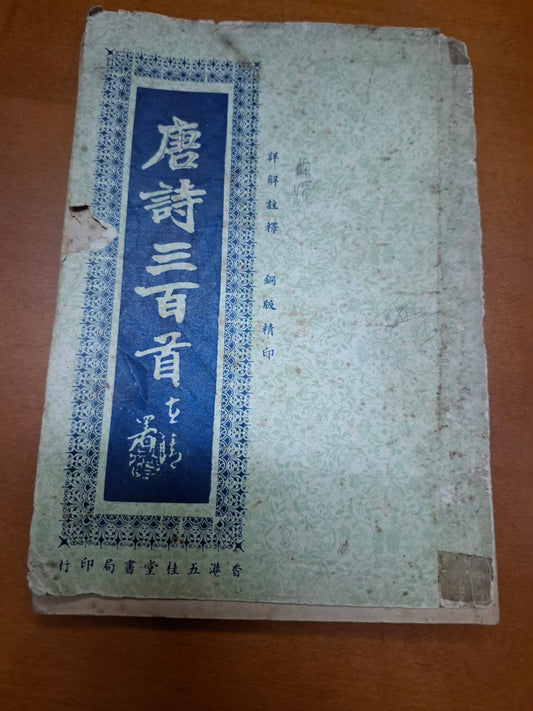 詳解註釋 銅版精印
唐詩三百首
香港五桂堂書局印行